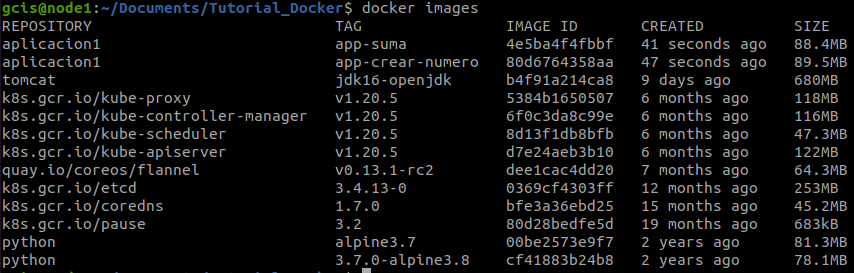 gcis@node1:~/Documents/Tutorial_Docker$ docker images
REPOSITORY TAG IMAGE ID CREATED SIZE
aplicacion1 app-suma 4e5ba4f4fbbf 41 seconds ago 88.4MB
aplicacion1 app-crear-numero 80d6764358aa 47 seconds ago 89.5MB
tomcat jdk16-openjdk b4f91a214ca8 9 days ago 680MB
k8s.gcr.io/kube-proxy v1.20.5 5384b1650507 6 months ago 118MB
k8s.gcr.io/kube-controller-manager v1.20.5 6f0c3da8c99e 6 months ago 116MB
k8s.gcr.io/kube-scheduler v1.20.5 8d13f1db8bfb 6 months ago 47.3MB
k8s.gcr.io/kube-apiserver v1.20.5 d7e24aeb3b10 6 months ago 122MB
quay.io/coreos/flannel v0.13.1-rc2 dee1cac4dd20 7 months ago 64.3MB
k8s.gcr.io/etcd 3.4.13-0 0369cf4303ff 12 months ago 253MB
k8s.gcr.io/coredns 1.7.0 bfe3a36ebd25 15 months ago 45.2MB
k8s.gcr.io/pause 3.2 80d28bedfe5d 19 months ago 683kB
python alpine3.7 00be2573e9f7 2 years ago 81.3MB
python 3.7.0-alpine3.8 cf41883b24b8 2 years ago 78.1MB